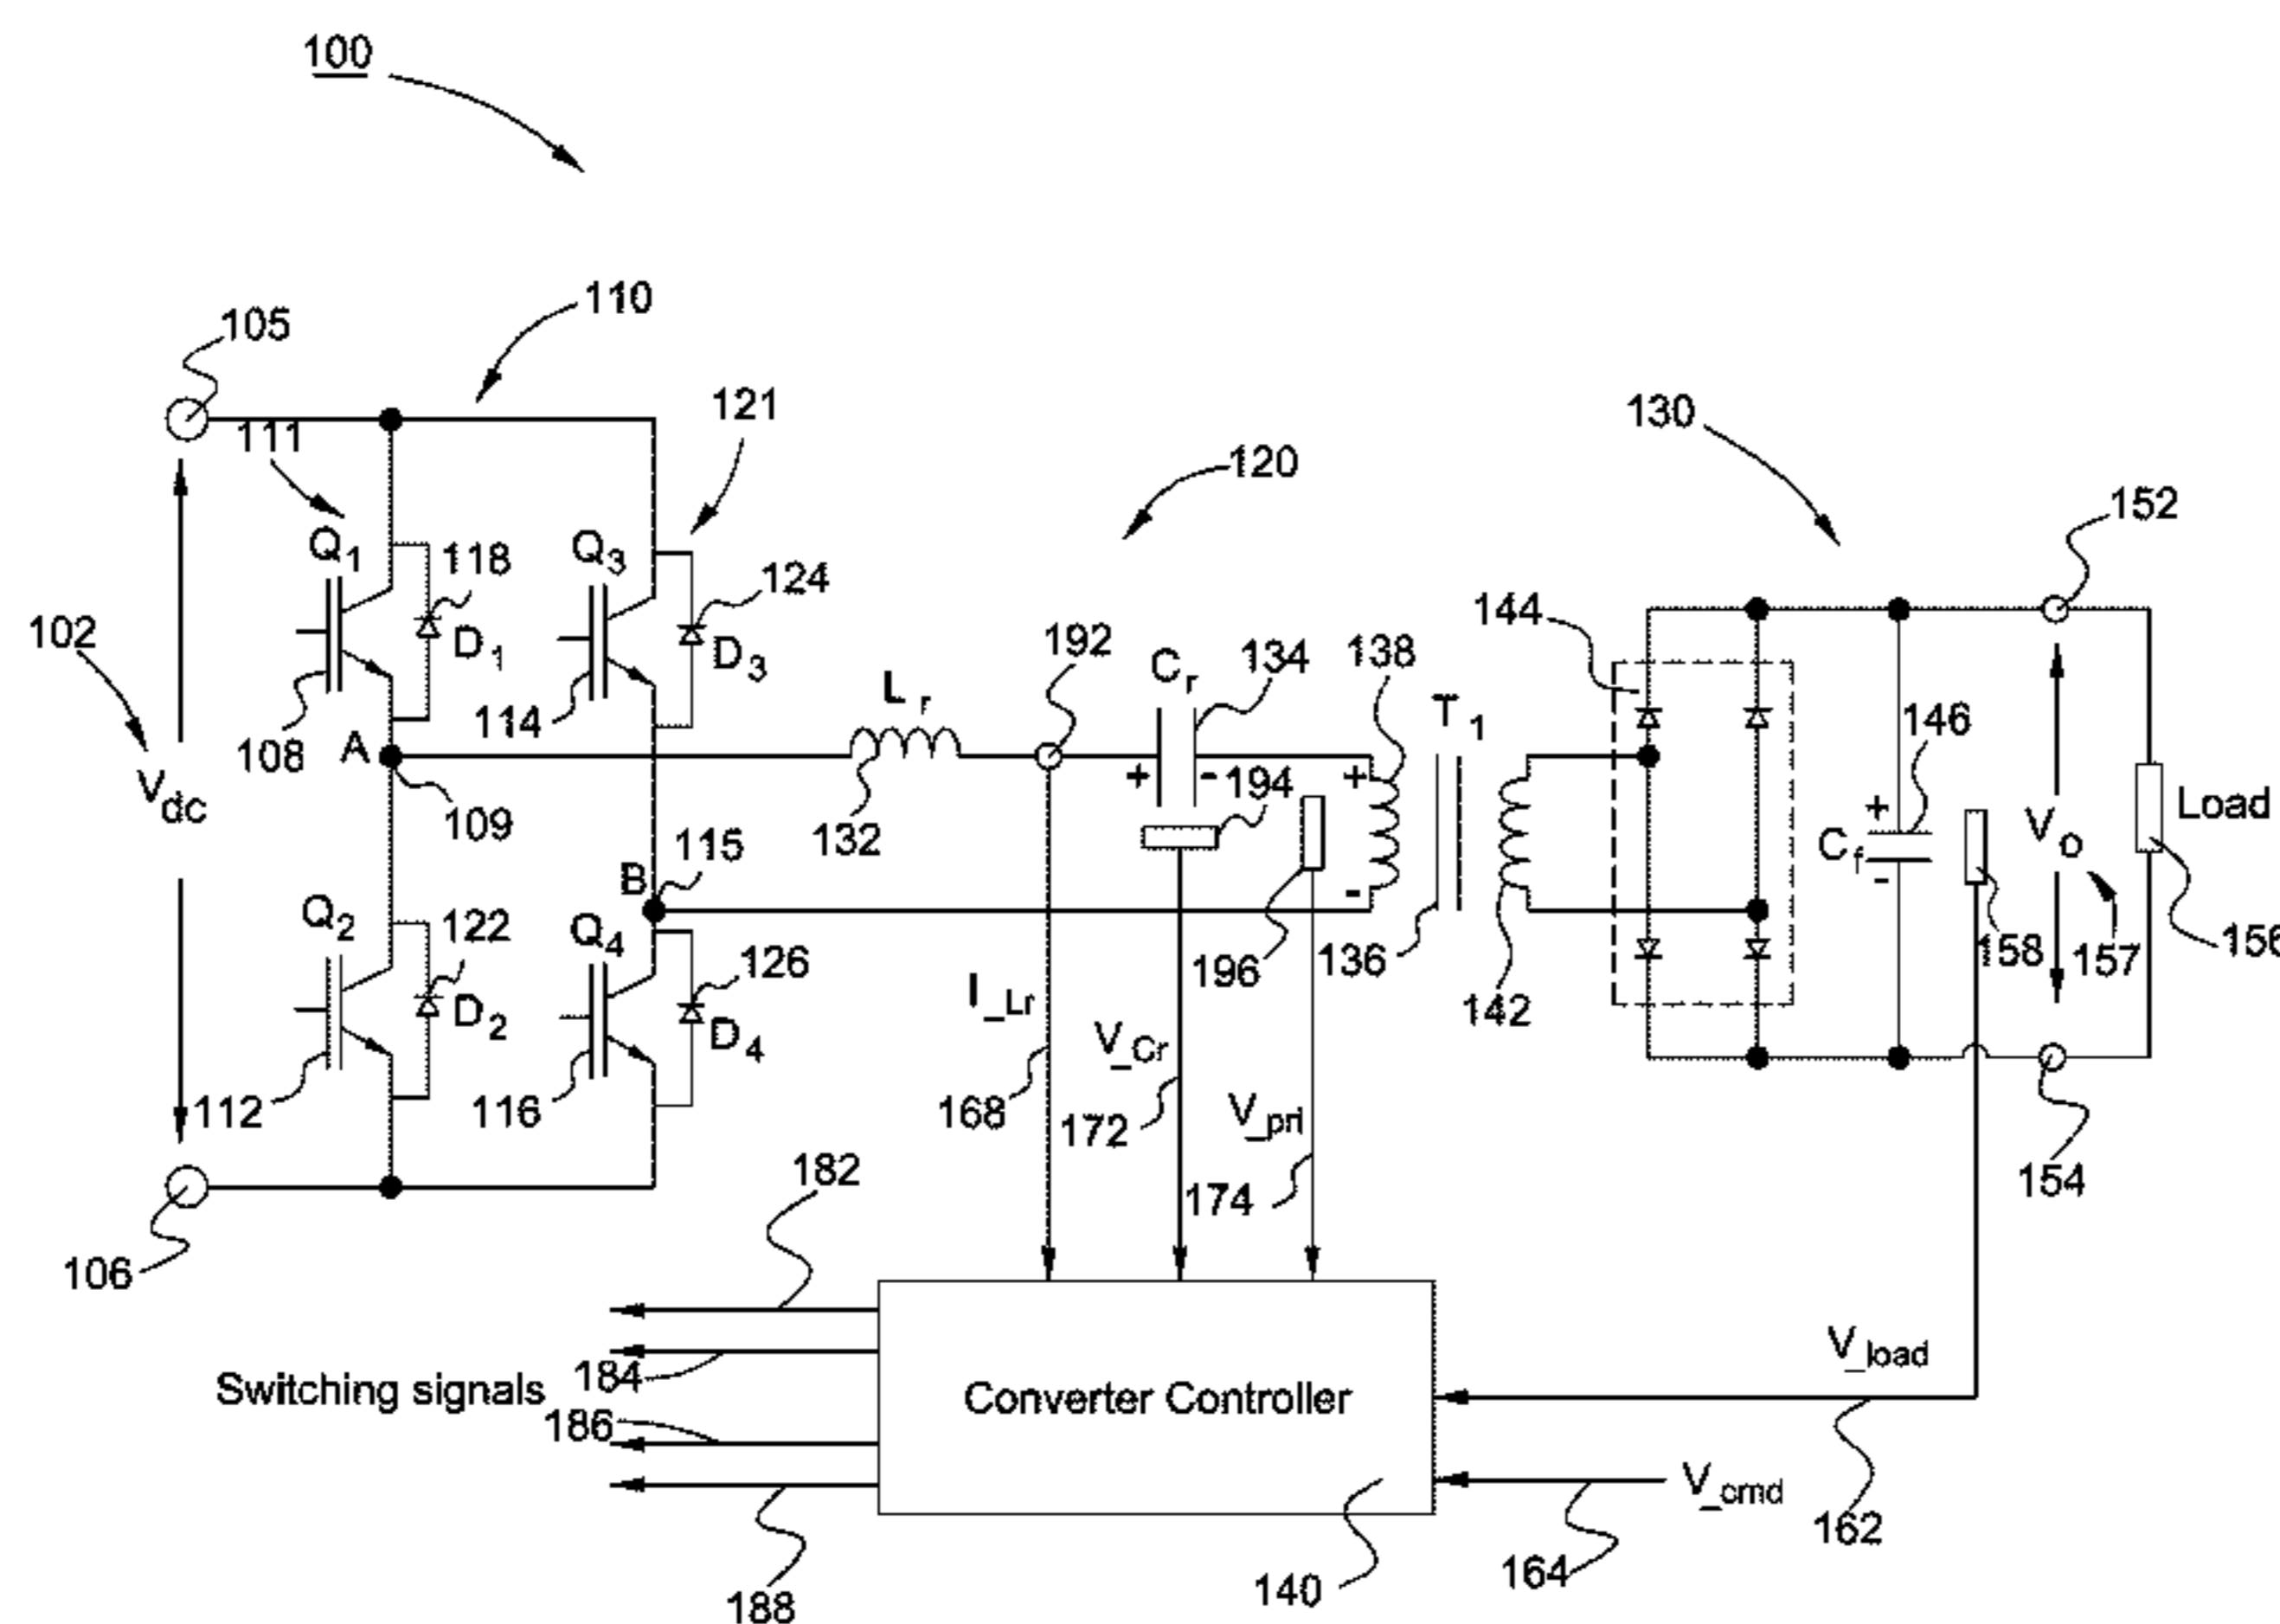 100
110
105
121
130
111
120
152
Q1
118
Q3
124
144
102
D1
D3
192
Cr
134
138
Lr
T1
146
108
114
A
+
-
+
194
+
Load
Vdc
109
132
115
Cf
Vo
B
-
-
Q2
122
Q4
126
196
136
158
157
156
I_Lr
142
D2
D4
V_Cr
112
116
168
172
V_pri
154
182
174
106
V_load
184
Switching signals
Converter Controller
186
V_cmd
162
164
140
188